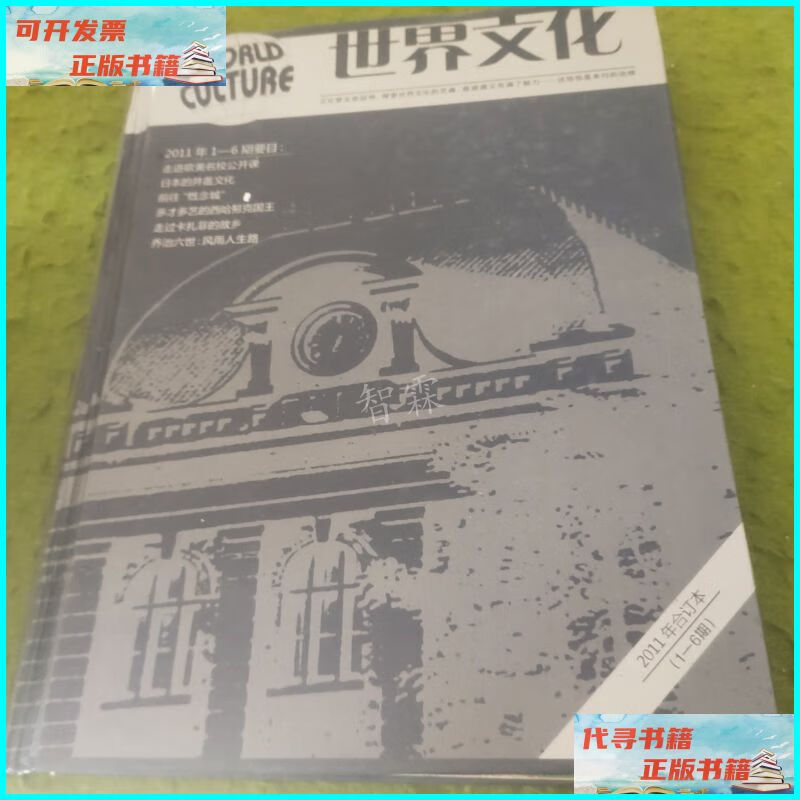 可开发票
正版书籍
WORLD
CULTURE
世界文化
2011年1—6期要目:
走进欧美名校公开课
日本的井盖文化
前往“性念城”
多才多艺的西哈努克国王
走过卡扎菲的故乡
乔治六世:风雨人生路
智霖
2011年合订本
(1—6期)
代寻书籍
正版书籍